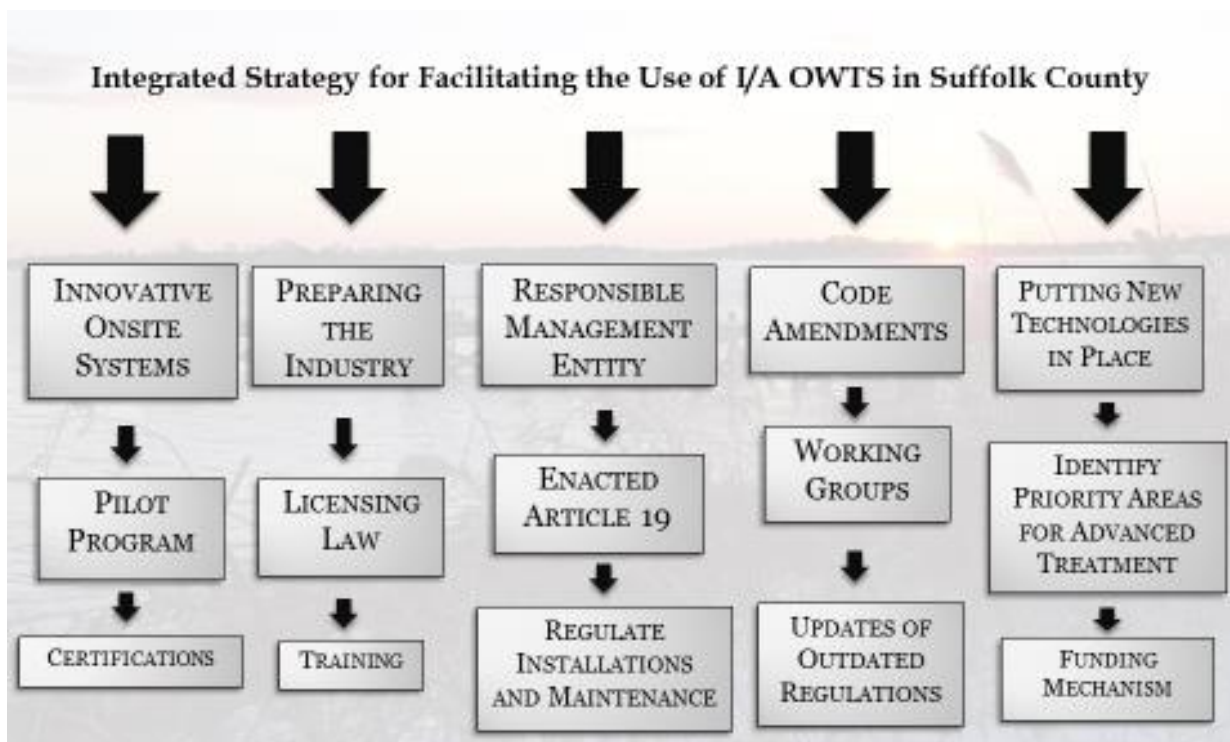 Integrated Strategy for Facilitating the Use of I/A OWTS in Suffolk County
INNOVATIVE
ONSITE
SYSTEMS
PILOT
PROGRAM
CERTIFICATIONS
PREPARING
THE
INDUSTRY
LICENSING
LAW
TRAINING
RESPONSIBLE
MANAGEMENT
ENTITY
ENACTED
ARTICLE 19
REGULATE
INSTALLATIONS
AND MAINTENANCE
CODE
AMENDMENTS
WORKING
GROUPS
UPDATES OF
OUTDATED
REGULATIONS
PUTTING NEW
TECHNOLOGIES
IN PLACE
IDENTIFY
PRIORITY AREAS
FOR ADVANCED
TREATMENT
FUNDING
MECHANISM